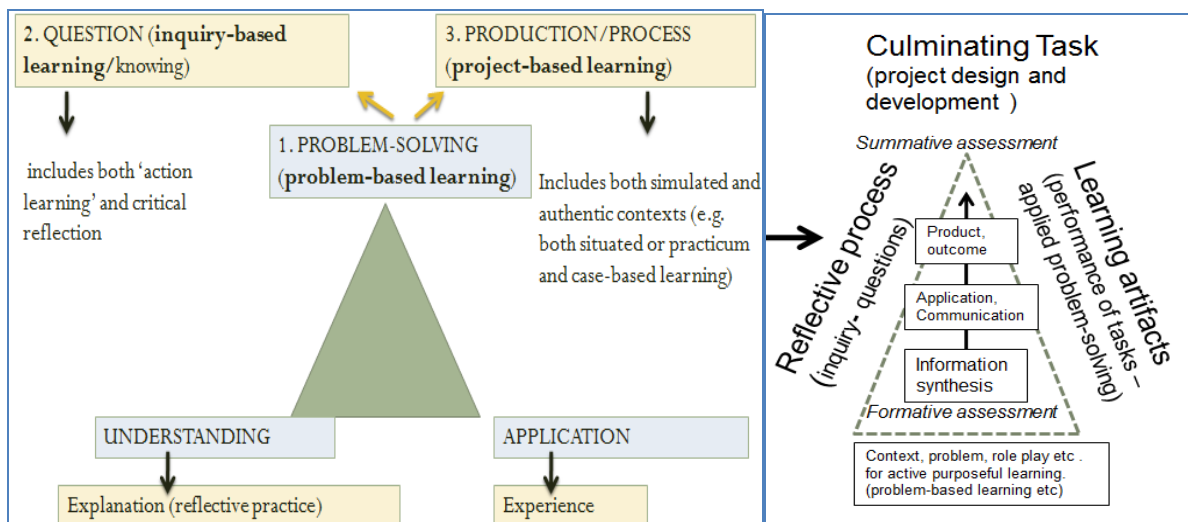 2. QUESTION (inquiry-based
learning/knowing)
3. PRODUCTION/PROCESS
(project-based learning)
1. PROBLEM-SOLVING
(problem-based learning)
includes both ‘action
learning’ and critical
reflection
Includes both simulated and
authentic contexts (e.g.
both situated or practicum
and case-based learning)
UNDERSTANDING
APPLICATION
Explanation (reflective practice)
Experience
Culminating Task
(project design and
development )
Summative assessment
Reflective process
(inquiry- questions)
Learning artifacts
(performance of tasks –
applied problem-solving)
Product,
outcome
Application,
Communication
Information
synthesis
Formative assessment
Context, problem, role play etc .
for active purposeful learning.
(problem-based learning etc)